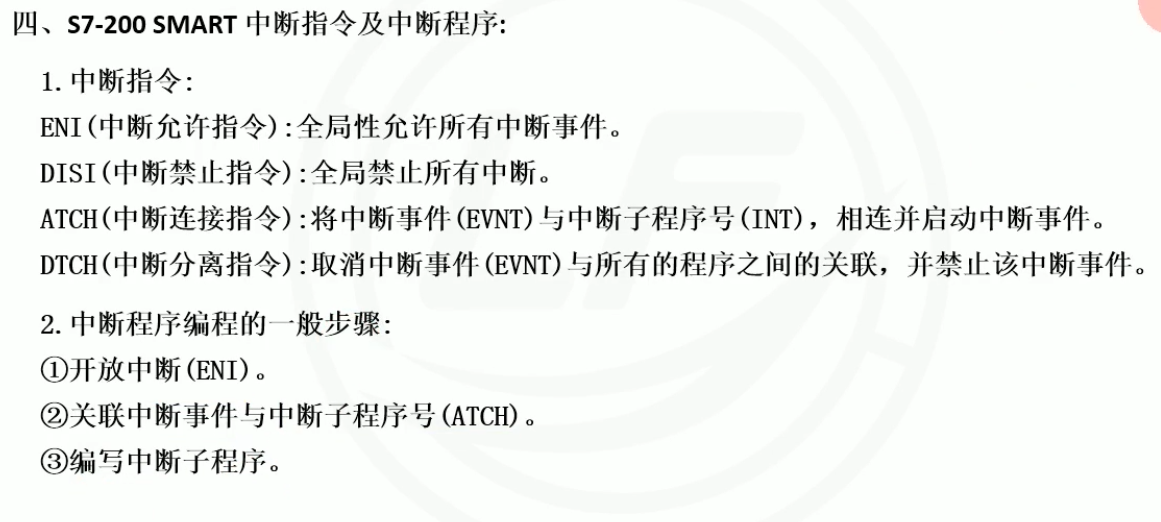 四、S7-200 SMART 中断指令及中断程序:
1. 中断指令:
ENI(中断允许指令):全局性允许所有中断事件。
DISI(中断禁止指令):全局禁止所有中断。
ATCH(中断连接指令):将中断事件(EVNT)与中断子程序号(INT), 相连并启动中断事件。
DTCH(中断分离指令):取消中断事件(EVNT)与所有的程序之间的关联，并禁止该中断事件。
2. 中断程序编程的一般步骤:
①开放中断(ENI)。
②关联中断事件与中断子程序号(ATCH)。
③编写中断子程序。